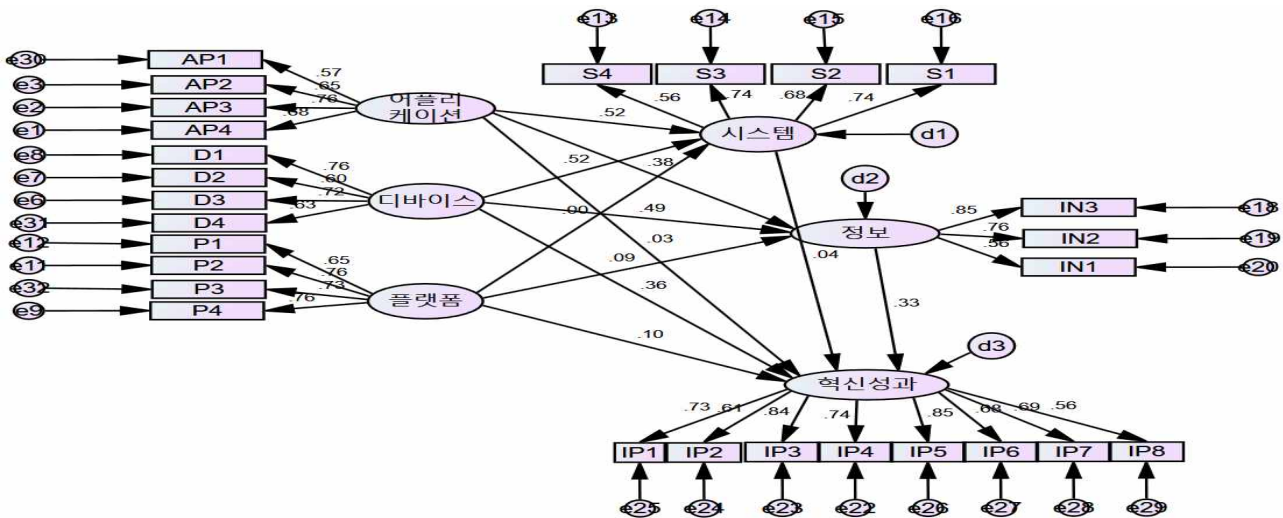 e13 e14 e15 e16
S4 S3 S2 S1
.56 .74 .68 .74
e30 AP1 .57
e3 AP2 .65
e2 AP3 .76
e1 AP4 .68
어플리
케이션
.52
시스템
d1
e8 D1 .76
e7 D2 .60
e6 D3 .72
e31 D4 .63
디바이스
.52 .38
d2
.00 .49
정보
.85 IN3 e18
.76 IN2 e19
.56 IN1 e20
e12 P1 .65
e11 P2 .76
e32 P3 .73
e9 P4 .76
플랫폼
.03 .04
.09
.36
.33
.10
d3
혁신성과
.73 .61 .84 .74 .85 .68 .69 .56
IP1 IP2 IP3 IP4 IP5 IP6 IP7 IP8
e25 e24 e23 e22 e26 e27 e28 e29